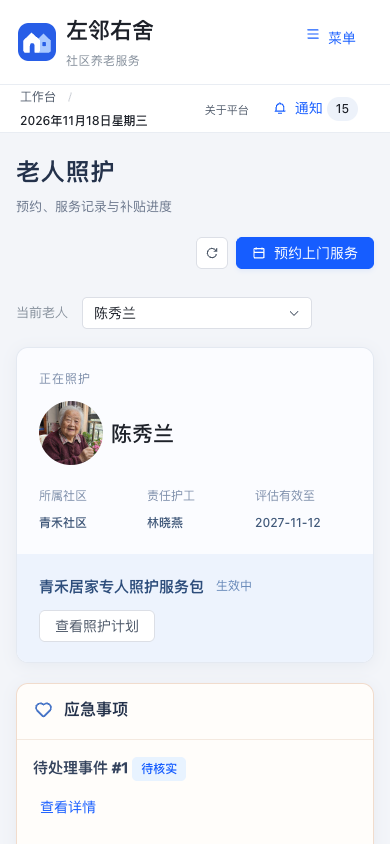 左邻右舍
社区养老服务
菜单
工作台 /
2026年11月18日星期三
关于平台
通知 15
老人照护
预约、服务记录与补贴进度
预约上门服务
当前老人 陈秀兰
正在照护
陈秀兰
所属社区 责任护工 评估有效至
青禾社区 林晓燕 2027-11-12
青禾居家专人照护服务包 生效中
查看照护计划
应急事项
待处理事件 #1 待核实
查看详情